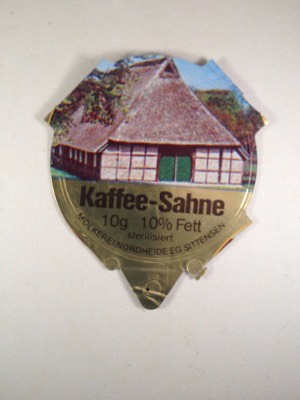 Kaffee-Sahne
10g 10% Fett
sterilisiert
MOLKEREI NORDHEIDE EG SITTENSEN